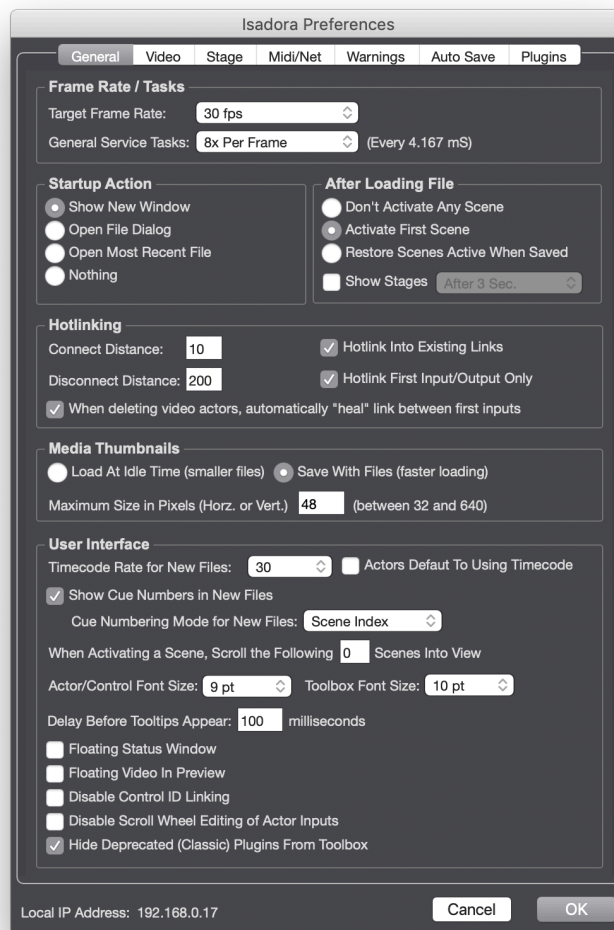 Isadora Preferences
General Video Stage Midi/Net Warnings Auto Save Plugins
Frame Rate / Tasks
Target Frame Rate: 30 fps
General Service Tasks: 8x Per Frame (Every 4.167 mS)
Startup Action
Show New Window
Open File Dialog
Open Most Recent File
Nothing
After Loading File
Don't Activate Any Scene
Activate First Scene
Restore Scenes Active When Saved
Show Stages After 3 Sec.
Hotlinking
Connect Distance: 10 Hotlink Into Existing Links
Disconnect Distance: 200 Hotlink First Input/Output Only
When deleting video actors, automatically "heal" link between first inputs
Media Thumbnails
Load At Idle Time (smaller files) Save With Files (faster loading)
Maximum Size in Pixels (Horz. or Vert.) 48 (between 32 and 640)
User Interface
Timecode Rate for New Files: 30 Actors Defaut To Using Timecode
Show Cue Numbers in New Files
Cue Numbering Mode for New Files: Scene Index
When Activating a Scene, Scroll the Following 0 Scenes Into View
Actor/Control Font Size: 9 pt Toolbox Font Size: 10 pt
Delay Before Tooltips Appear: 100 milliseconds
Floating Status Window
Floating Video In Preview
Disable Control ID Linking
Disable Scroll Wheel Editing of Actor Inputs
Hide Deprecated (Classic) Plugins From Toolbox
Local IP Address: 192.168.0.17 Cancel OK